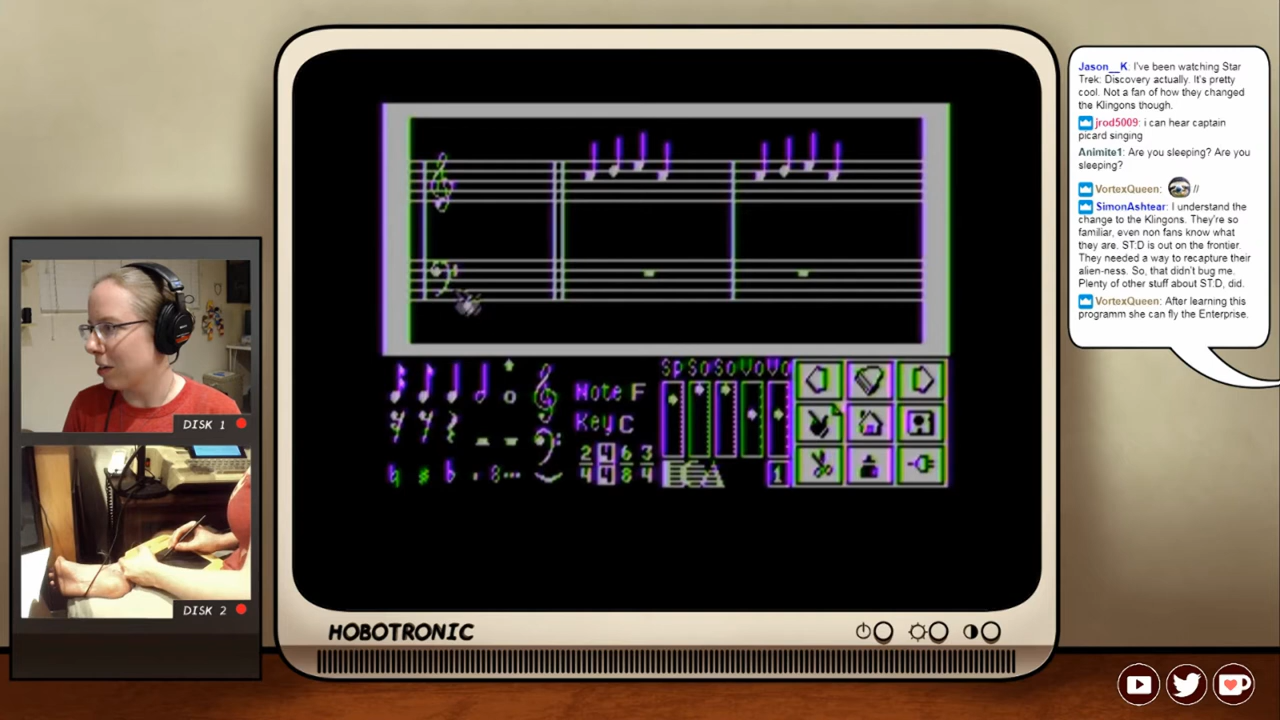 Jason__K: I've been watching Star
Trek: Discovery actually. It's pretty
cool. Not a fan of how they changed
the Klingons though.
jrod5009: i can hear captain
picard singing
Animite1: Are you sleeping? Are you
sleeping?
VortexQueen: //
SimonAshtear: I understand the
change to the Klingons. They're so
familiar, even non fans know what
they are. ST:D is out on the frontier.
They needed a way to recapture their
alien-ness. So, that didn't bug me.
Plenty of other stuff about ST:D, did.
VortexQueen: After learning this
programm she can fly the Enterprise.
Sp So So Vo Vo
Note F
Key C
2 4 6 3
4 4 8 4
1
DISK 1
DISK 2
HOBOTRONIC